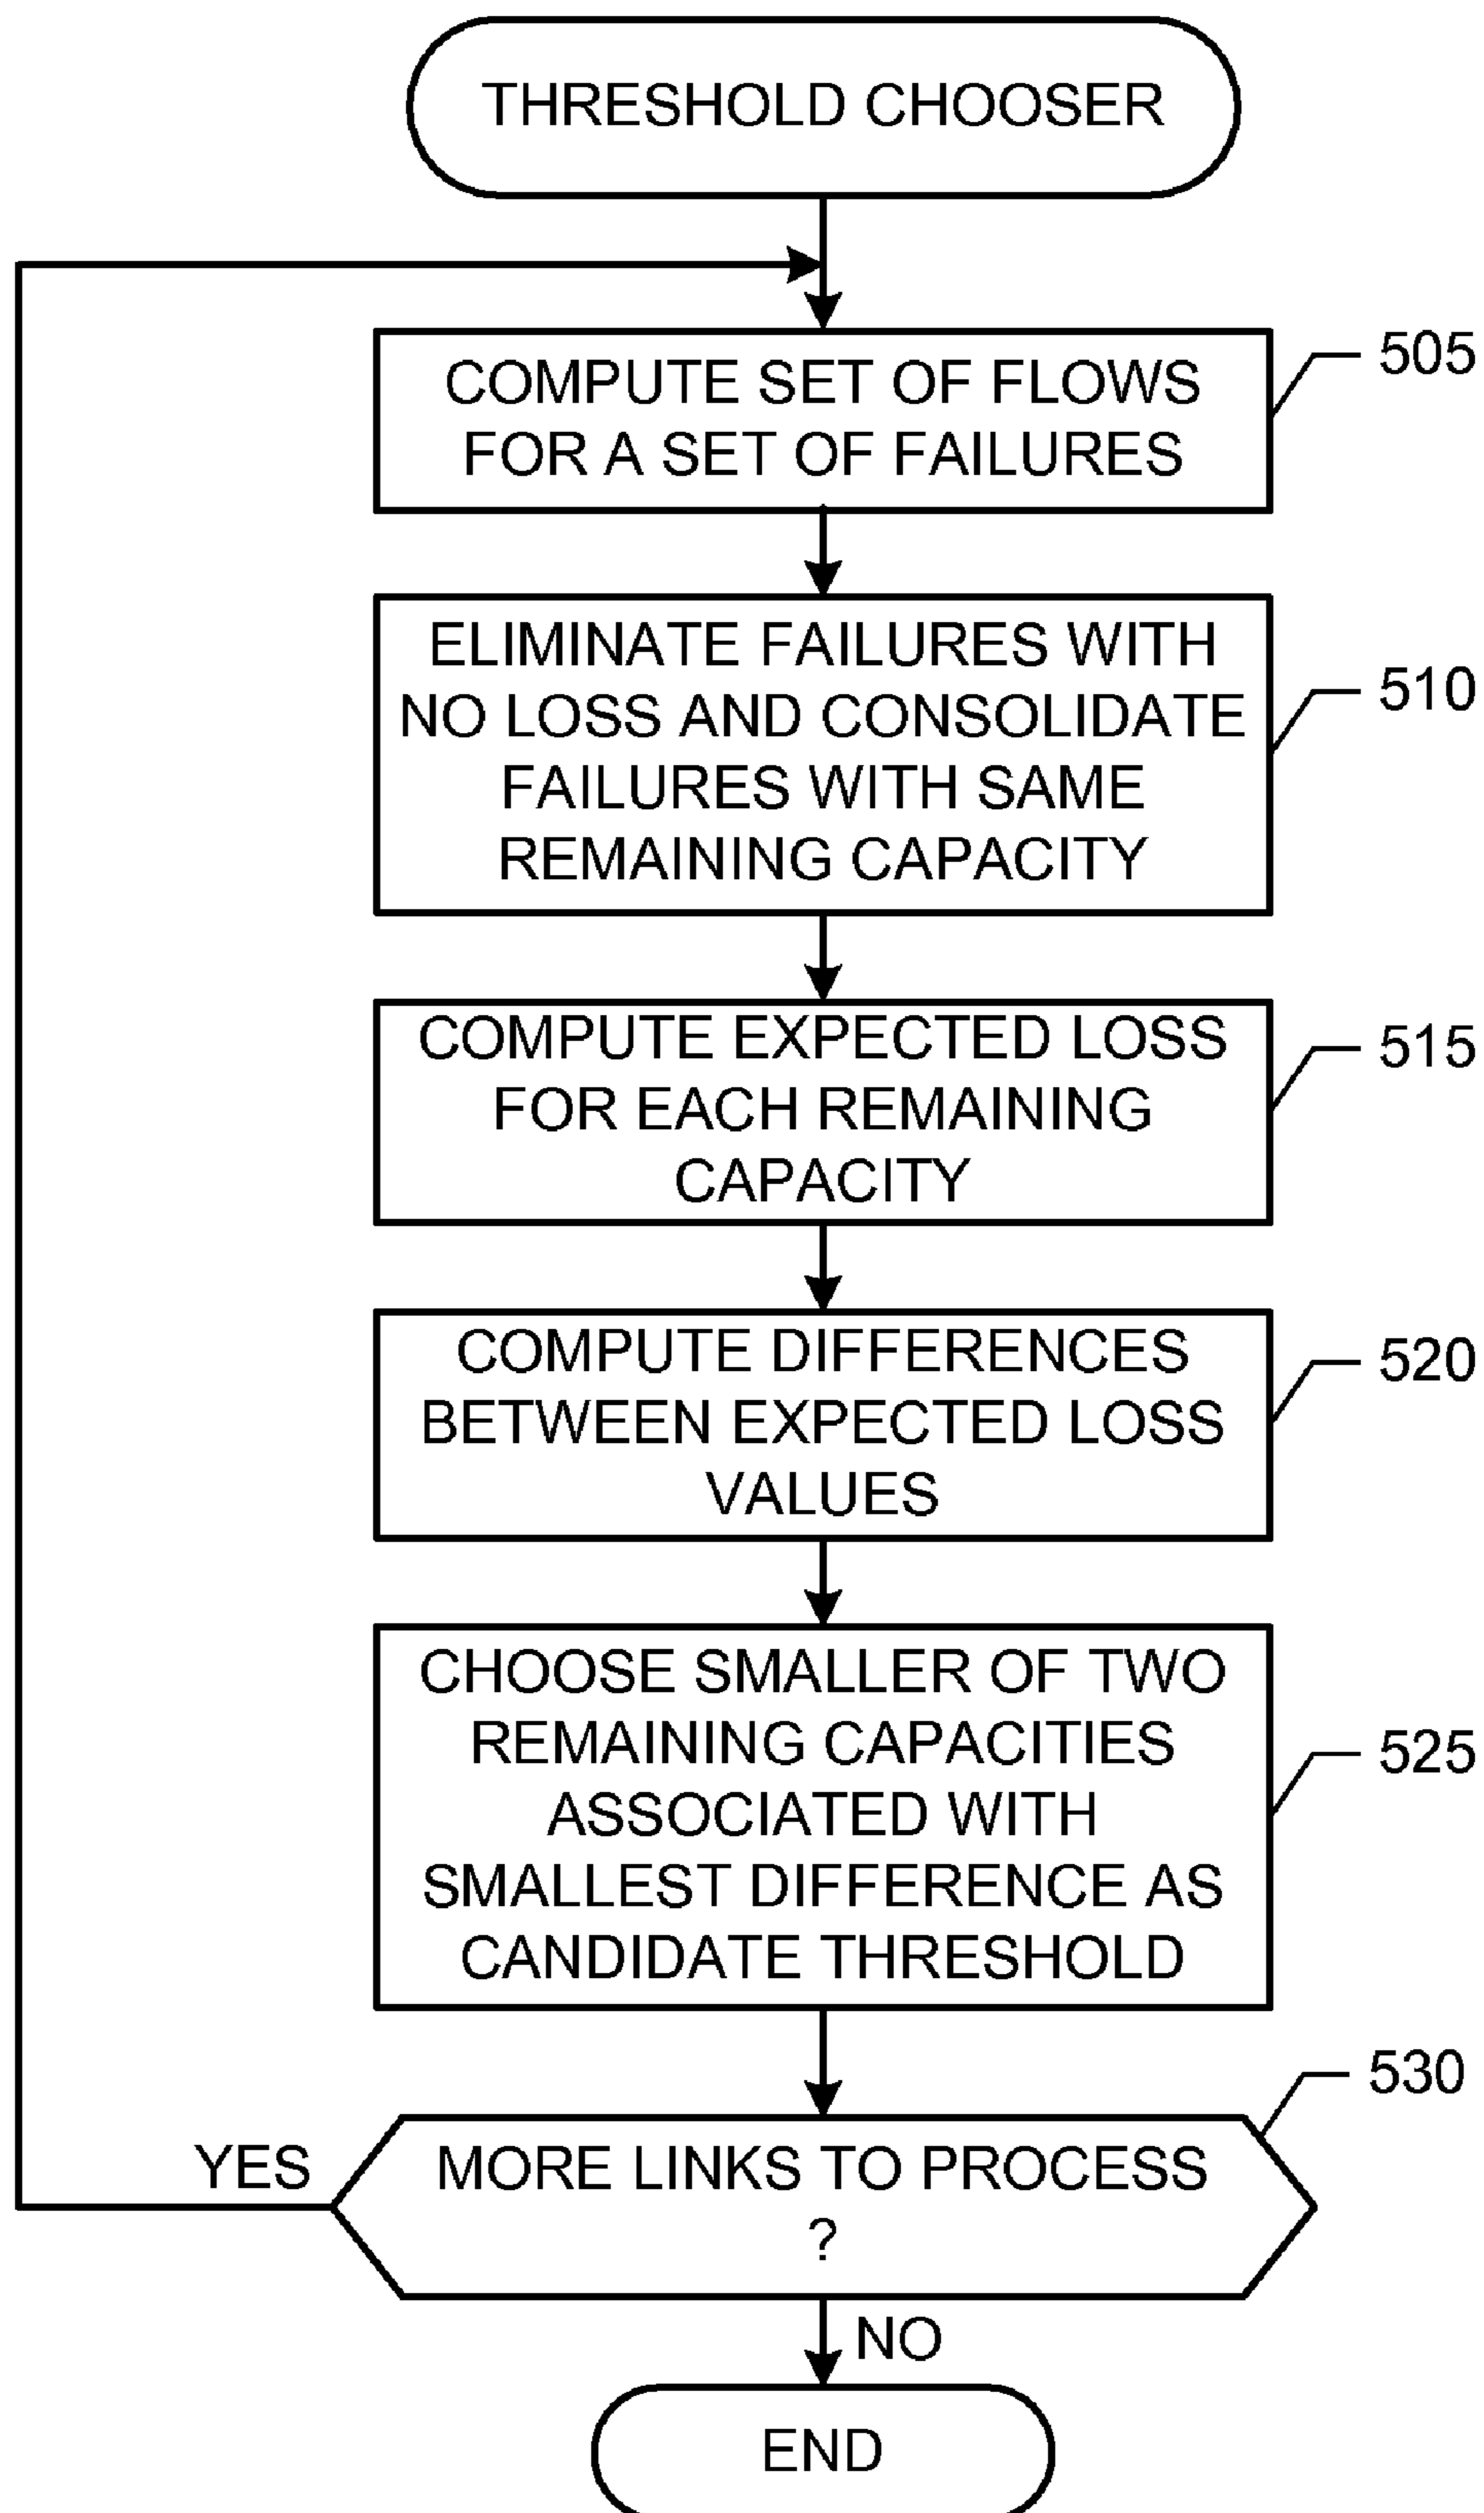 THRESHOLD CHOOSER
COMPUTE SET OF FLOWS
FOR A SET OF FAILURES
505
ELIMINATE FAILURES WITH
NO LOSS AND CONSOLIDATE
FAILURES WITH SAME
REMAINING CAPACITY
510
COMPUTE EXPECTED LOSS
FOR EACH REMAINING
CAPACITY
515
COMPUTE DIFFERENCES
BETWEEN EXPECTED LOSS
VALUES
520
CHOOSE SMALLER OF TWO
REMAINING CAPACITIES
ASSOCIATED WITH
SMALLEST DIFFERENCE AS
CANDIDATE THRESHOLD
525
530
YES
MORE LINKS TO PROCESS
?
NO
END